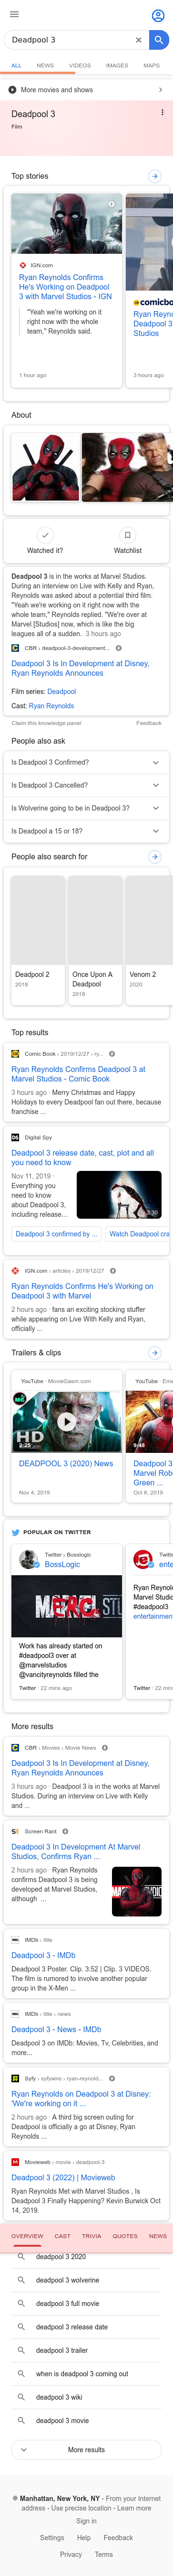 Deadpool 3
ALL NEWS VIDEOS IMAGES MAPS
More movies and shows
Deadpool 3
Film
Top stories
IGN.com
Ryan Reynolds Confirms
He's Working on Deadpool
3 with Marvel Studios - IGN
"Yeah we're working on it
right now with the whole
team," Reynolds said.
1 hour ago
comicboo
Ryan Reyno
Deadpool 3
Studios
3 hours ago
About
Watched it?
Watchlist
Deadpool 3 is in the works at Marvel Studios.
During an interview on Live with Kelly and Ryan,
Reynolds was asked about a potential third film.
"Yeah we're working on it right now with the
whole team," Reynolds replied. "We're over at
Marvel [Studios] now, which is like the big
leagues all of a sudden. 3 hours ago
CBR › deadpool-3-development...
Deadpool 3 Is In Development at Disney,
Ryan Reynolds Announces
Film series: Deadpool
Cast: Ryan Reynolds
Claim this knowledge panel
Feedback
People also ask
Is Deadpool 3 Confirmed?
Is Deadpool 3 Cancelled?
Is Wolverine going to be in Deadpool 3?
Is Deadpool a 15 or 18?
People also search for
Deadpool 2
2018
Once Upon A
Deadpool
2018
Venom 2
2020
Top results
Comic Book › 2019/12/27 › ry...
Ryan Reynolds Confirms Deadpool 3 at
Marvel Studios - Comic Book
3 hours ago · Merry Christmas and Happy
Holidays to every Deadpool fan out there, because
franchise ...
Digital Spy
Deadpool 3 release date, cast, plot and all
you need to know
Nov 11, 2019 ·
Everything you
need to know
about Deadpool 3,
including release...
Deadpool 3 confirmed by ...
Watch Deadpool cra
IGN.com › articles › 2019/12/27
Ryan Reynolds Confirms He's Working on
Deadpool 3 with Marvel
2 hours ago · fans an exciting stocking stuffer
while appearing on Live With Kelly and Ryan,
officially ...
Trailers & clips
YouTube · MovieGasm.com
HD
2:25
DEADPOOL 3 (2020) News
Nov 4, 2019
YouTube · Eme
9:48
Deadpool 3
Marvel Robe
Green ...
Oct 8, 2019
POPULAR ON TWITTER
Twitter › Bosslogic
BossLogic
MERC STU
Work has already started on
#deadpool3 over at
@marvelstudios
@vancityreynolds filled the
Twitter · 22 mins ago
Twitte
ente
Ryan Reynol
Marvel Studio
#deadpool3
entertainmen
Twitter · 22 mins
More results
CBR › Movies › Movie News
Deadpool 3 Is In Development at Disney,
Ryan Reynolds Announces
3 hours ago · Deadpool 3 is in the works at Marvel
Studios. During an interview on Live with Kelly
and ...
Screen Rant
Deadpool 3 In Development At Marvel
Studios, Confirms Ryan ...
2 hours ago · Ryan Reynolds
confirms Deadpool 3 is being
developed at Marvel Studios,
although ...
IMDb › title
Deadpool 3 - IMDb
Deadpool 3 Poster. Clip. 3:52 | Clip. 3 VIDEOS.
The film is rumored to involve another popular
group in the X-Men ...
IMDb › title › news
Deadpool 3 - News - IMDb
Deadpool 3 on IMDb: Movies, Tv, Celebrities, and
more...
Syfy › syfywire › ryan-reynold...
Ryan Reynolds on Deadpool 3 at Disney:
'We're working on it ...
2 hours ago · A third big screen outing for
Deadpool is officially a go at Disney, Ryan
Reynolds ...
Movieweb › movie › deadpool-3
Deadpool 3 (2022) | Movieweb
Ryan Reynolds Met with Marvel Studios , Is
Deadpool 3 Finally Happening? Kevin Burwick Oct
14, 2019.
OVERVIEW CAST TRIVIA QUOTES NEWS
deadpool 3 2020
deadpool 3 wolverine
deadpool 3 full movie
deadpool 3 release date
deadpool 3 trailer
when is deadpool 3 coming out
deadpool 3 wiki
deadpool 3 movie
More results
Manhattan, New York, NY - From your Internet
address - Use precise location - Learn more
Sign in
Settings Help Feedback
Privacy Terms